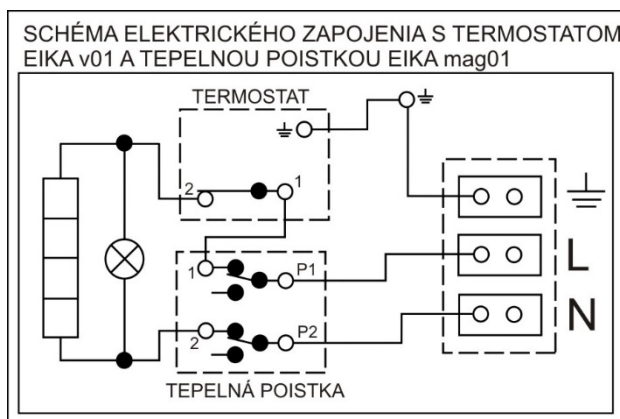 SCHÉMA ELEKTRICKÉHO ZAPOJENIA S TERMOSTATOM
EIKA v01 A TEPELNOU POISTKOU EIKA mag01
TERMOSTAT
2
1
1
P1
L
2
P2
N
TEPELNÁ POISTKA